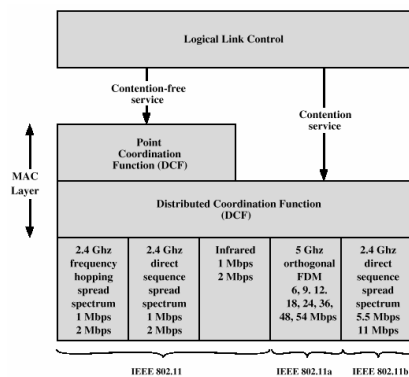 Logical Link Control
Contention-free
service
Contention
service
MAC
Layer
Point
Coordination
Function (DCF)
Distributed Coordination Function
(DCF)
2.4 Ghz
frequency
hopping
spread
spectrum
1 Mbps
2 Mbps
2.4 Ghz
direct
sequence
spread
spectrum
1 Mbps
2 Mbps
Infrared
1 Mbps
2 Mbps
5 Ghz
orthogonal
FDM
6, 9. 12.
18, 24, 36,
48, 54 Mbps
2.4 Ghz
direct
sequence
spread
spectrum
5.5 Mbps
11 Mbps
IEEE 802.11
IEEE 802.11a
IEEE 802.11b